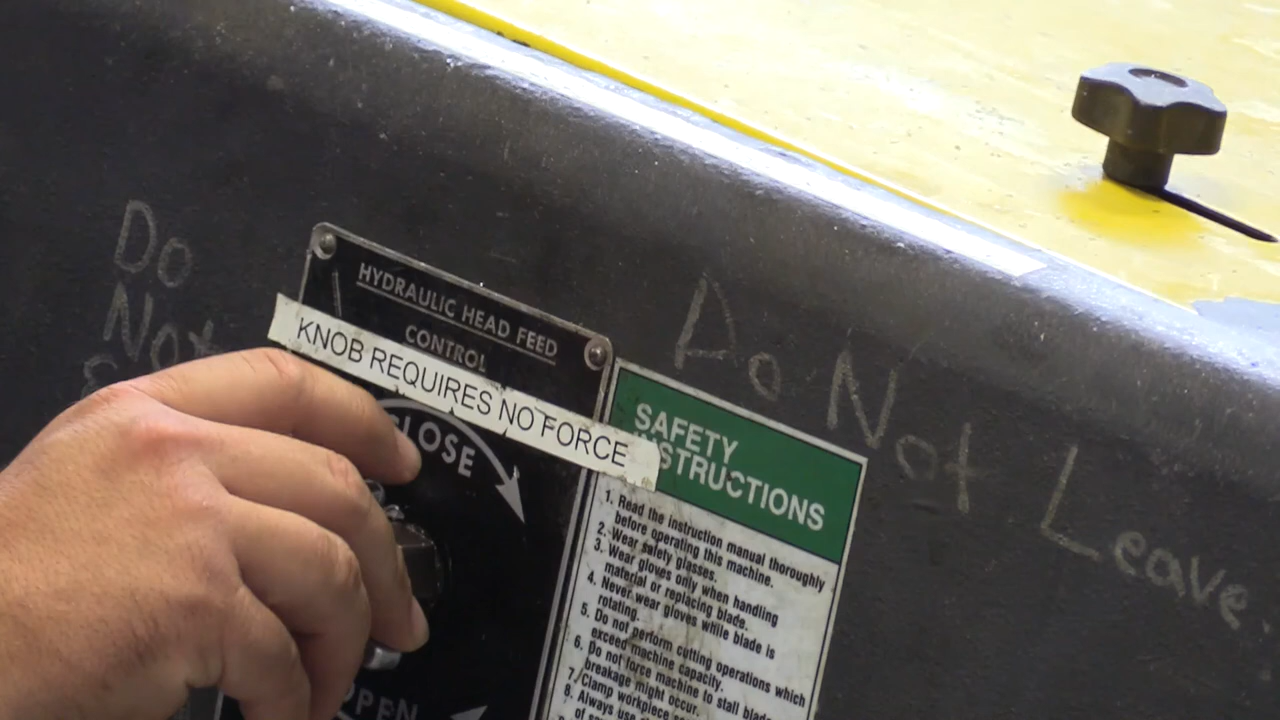 Do
Not
HYDRAULIC HEAD FEED
CONTROL
KNOB REQUIRES NO FORCE
CLOSE
OPEN
Do Not Leave
SAFETY
INSTRUCTIONS
1. Read the instruction manual thoroughly
before operating this machine.
2. Wear safety glasses.
3. Wear gloves only when handling
material or replacing blade.
4. Never wear gloves while blade is
rotating.
5. Do not perform cutting operations which
exceed machine capacity.
6. Do not force machine to stall blade
breakage might occur.
7. Clamp workpiece
8. Always use
of